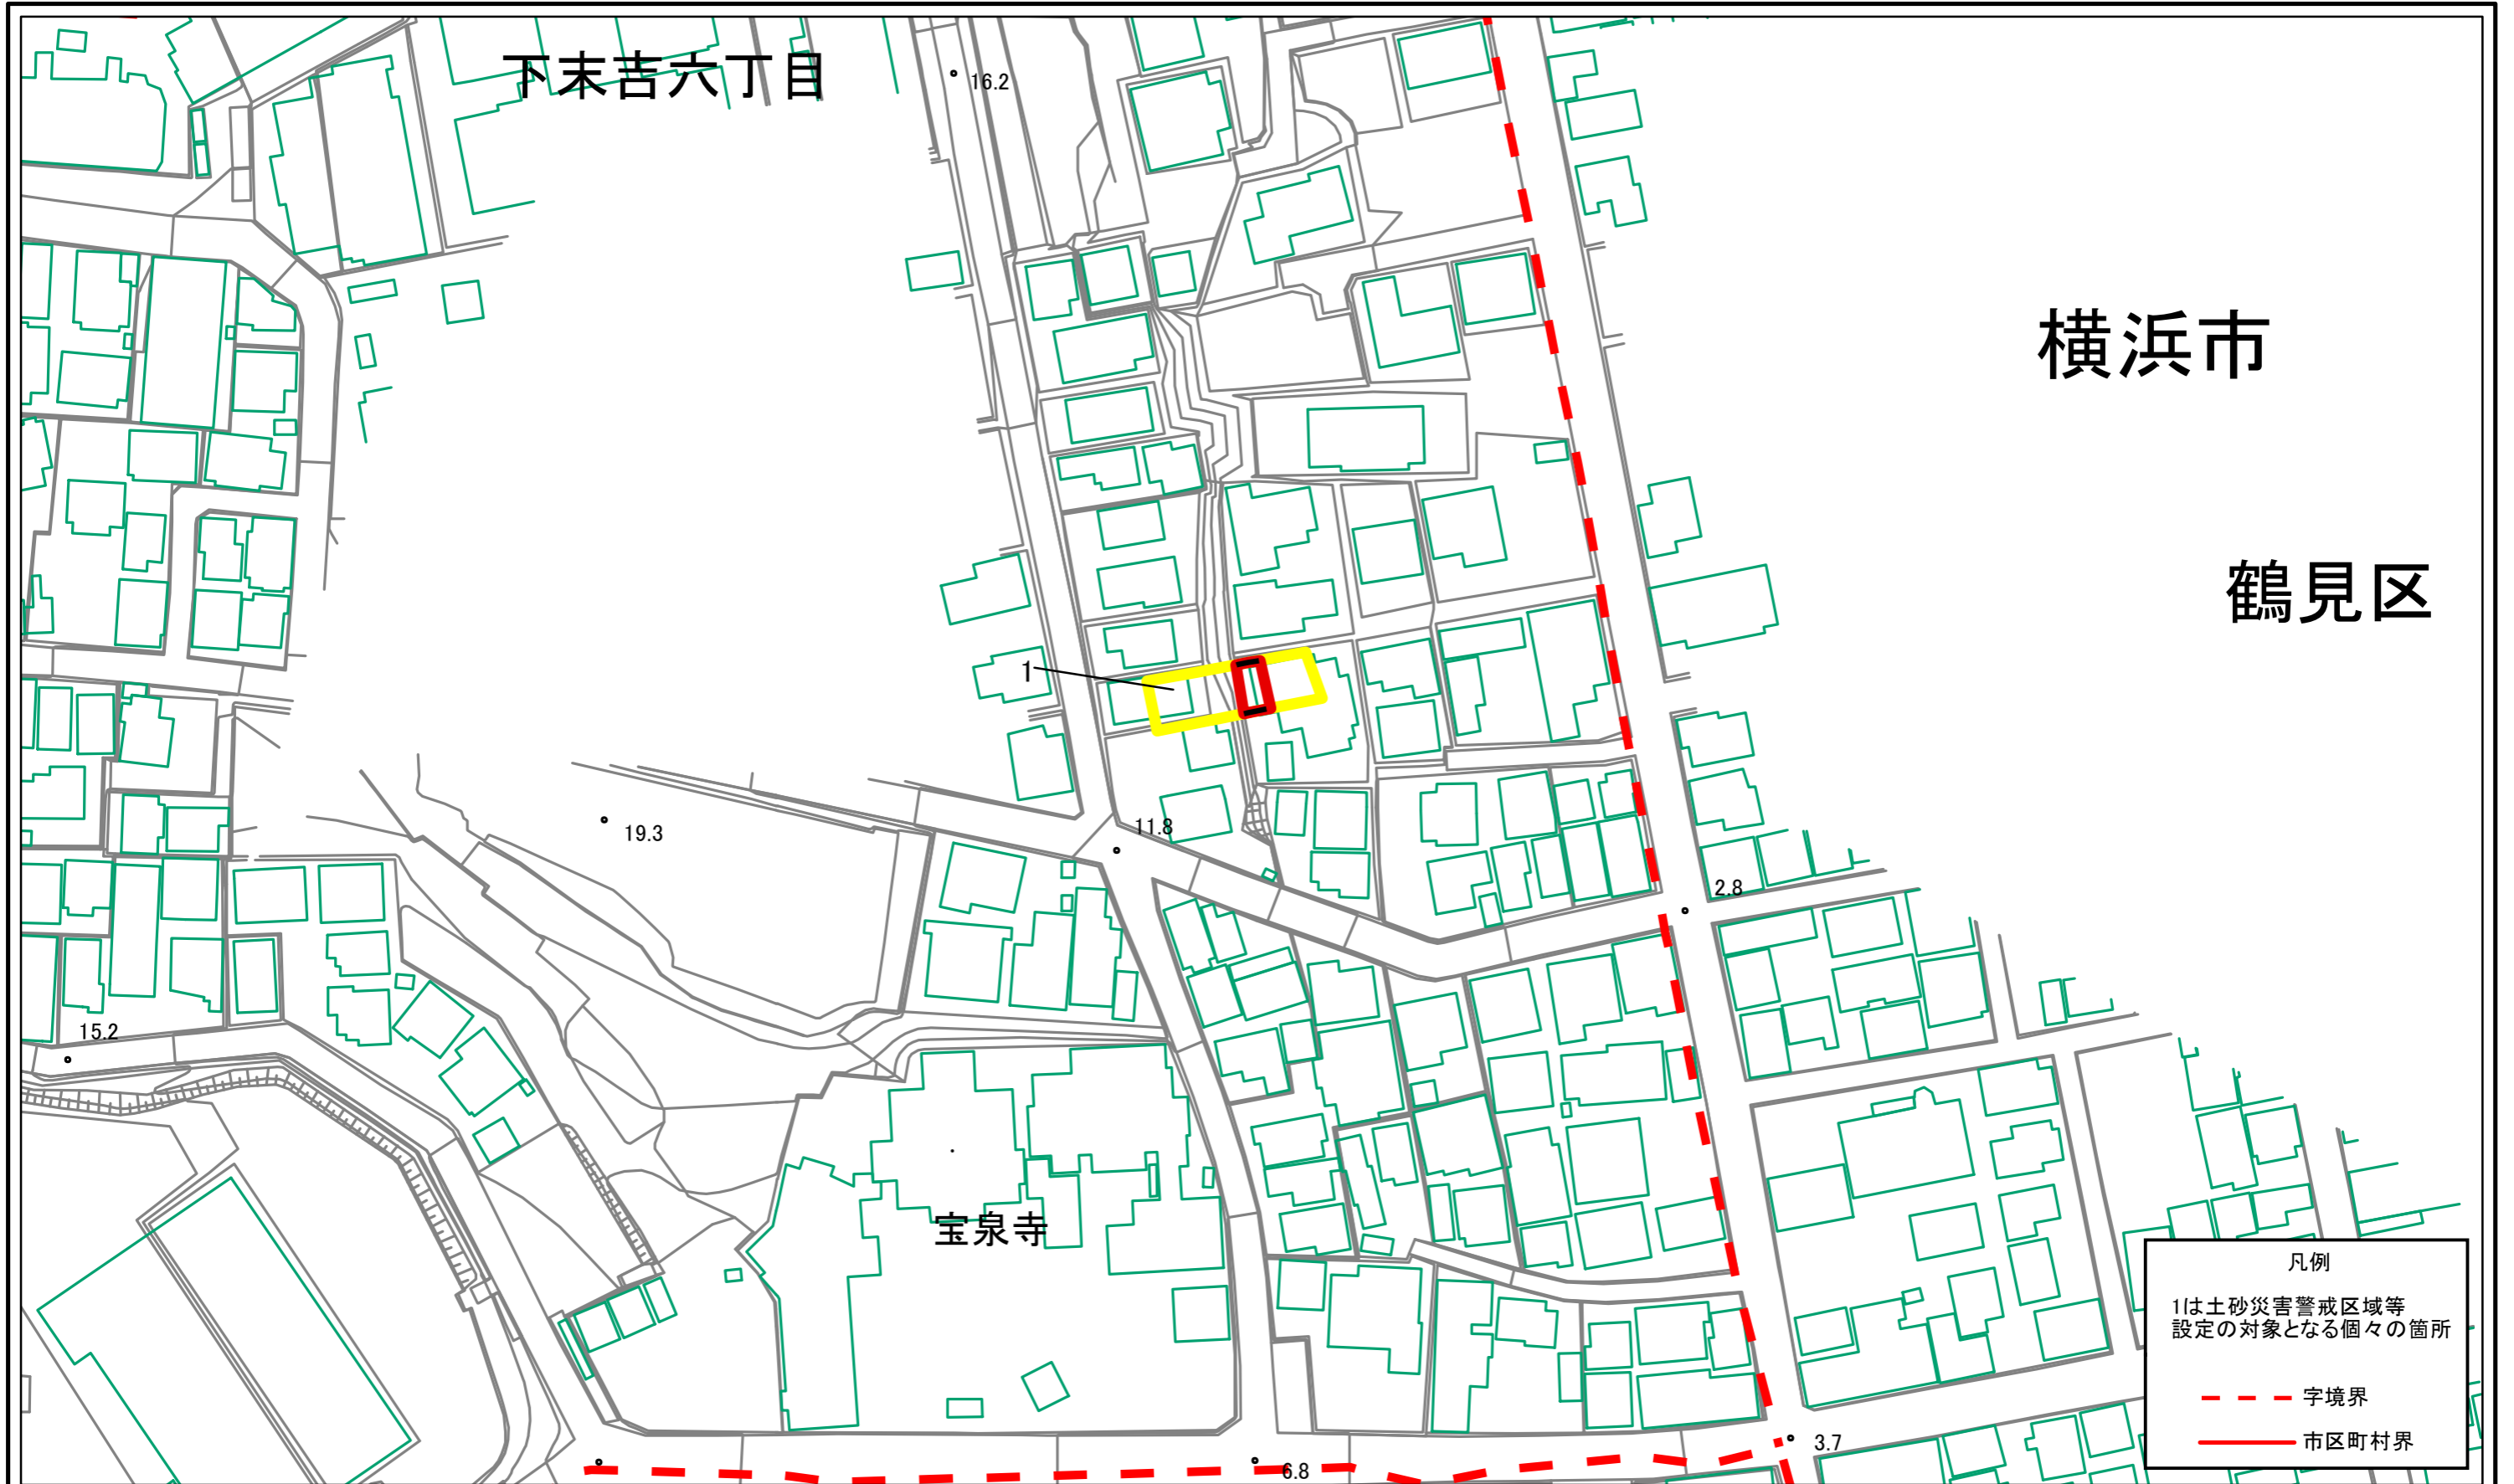 下末吉六丁目
16.2
横浜市
鶴見区
1
19.3
11.8
2.8
15.2
宝泉寺
凡例
1は土砂災害警戒区域等
設定の対象となる個々の箇所
字境界
市区町村界
3.7
6.8